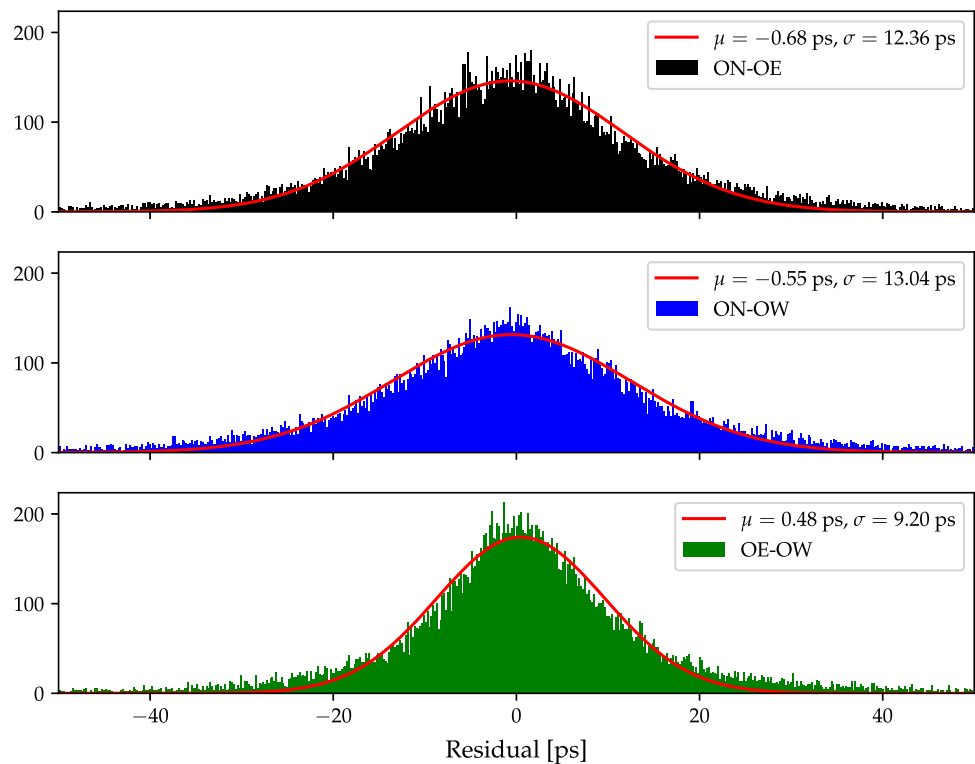 200
100
0
μ = −0.68 ps, σ = 12.36 ps
ON-OE
200
100
0
μ = −0.55 ps, σ = 13.04 ps
ON-OW
200
100
0
μ = 0.48 ps, σ = 9.20 ps
OE-OW
−40 −20 0 20 40
Residual [ps]